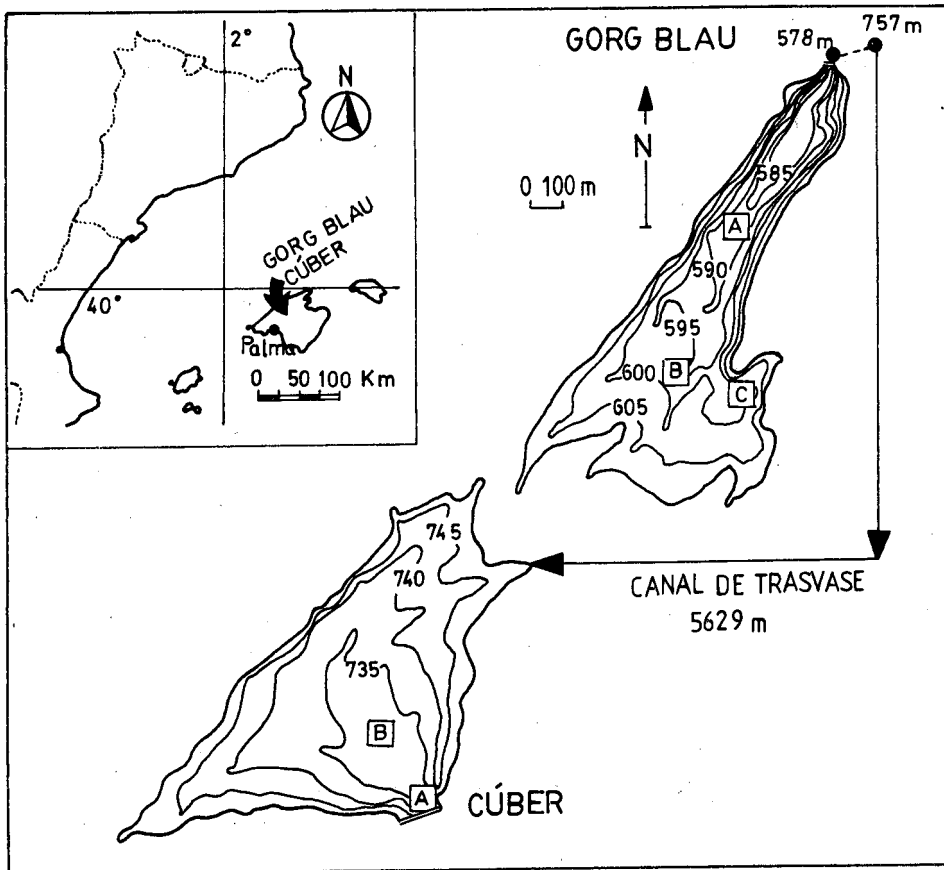 2°
N
GORG BLAU
CÚBER
40°
Palma
0 50 100 Km
GORG BLAU
578 m
757 m
N
0 100 m
585
A
590
595
600
B
C
605
CANAL DE TRASVASE
5629 m
745
740
735
B
A
CÚBER